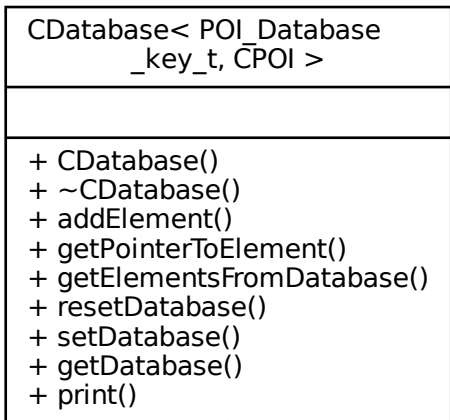 CDatabase< POI_Database
_key_t, CPOI >
+ CDatabase()
+ ~CDatabase()
+ addElement()
+ getPointerToElement()
+ getElementsFromDatabase()
+ resetDatabase()
+ setDatabase()
+ getDatabase()
+ print()